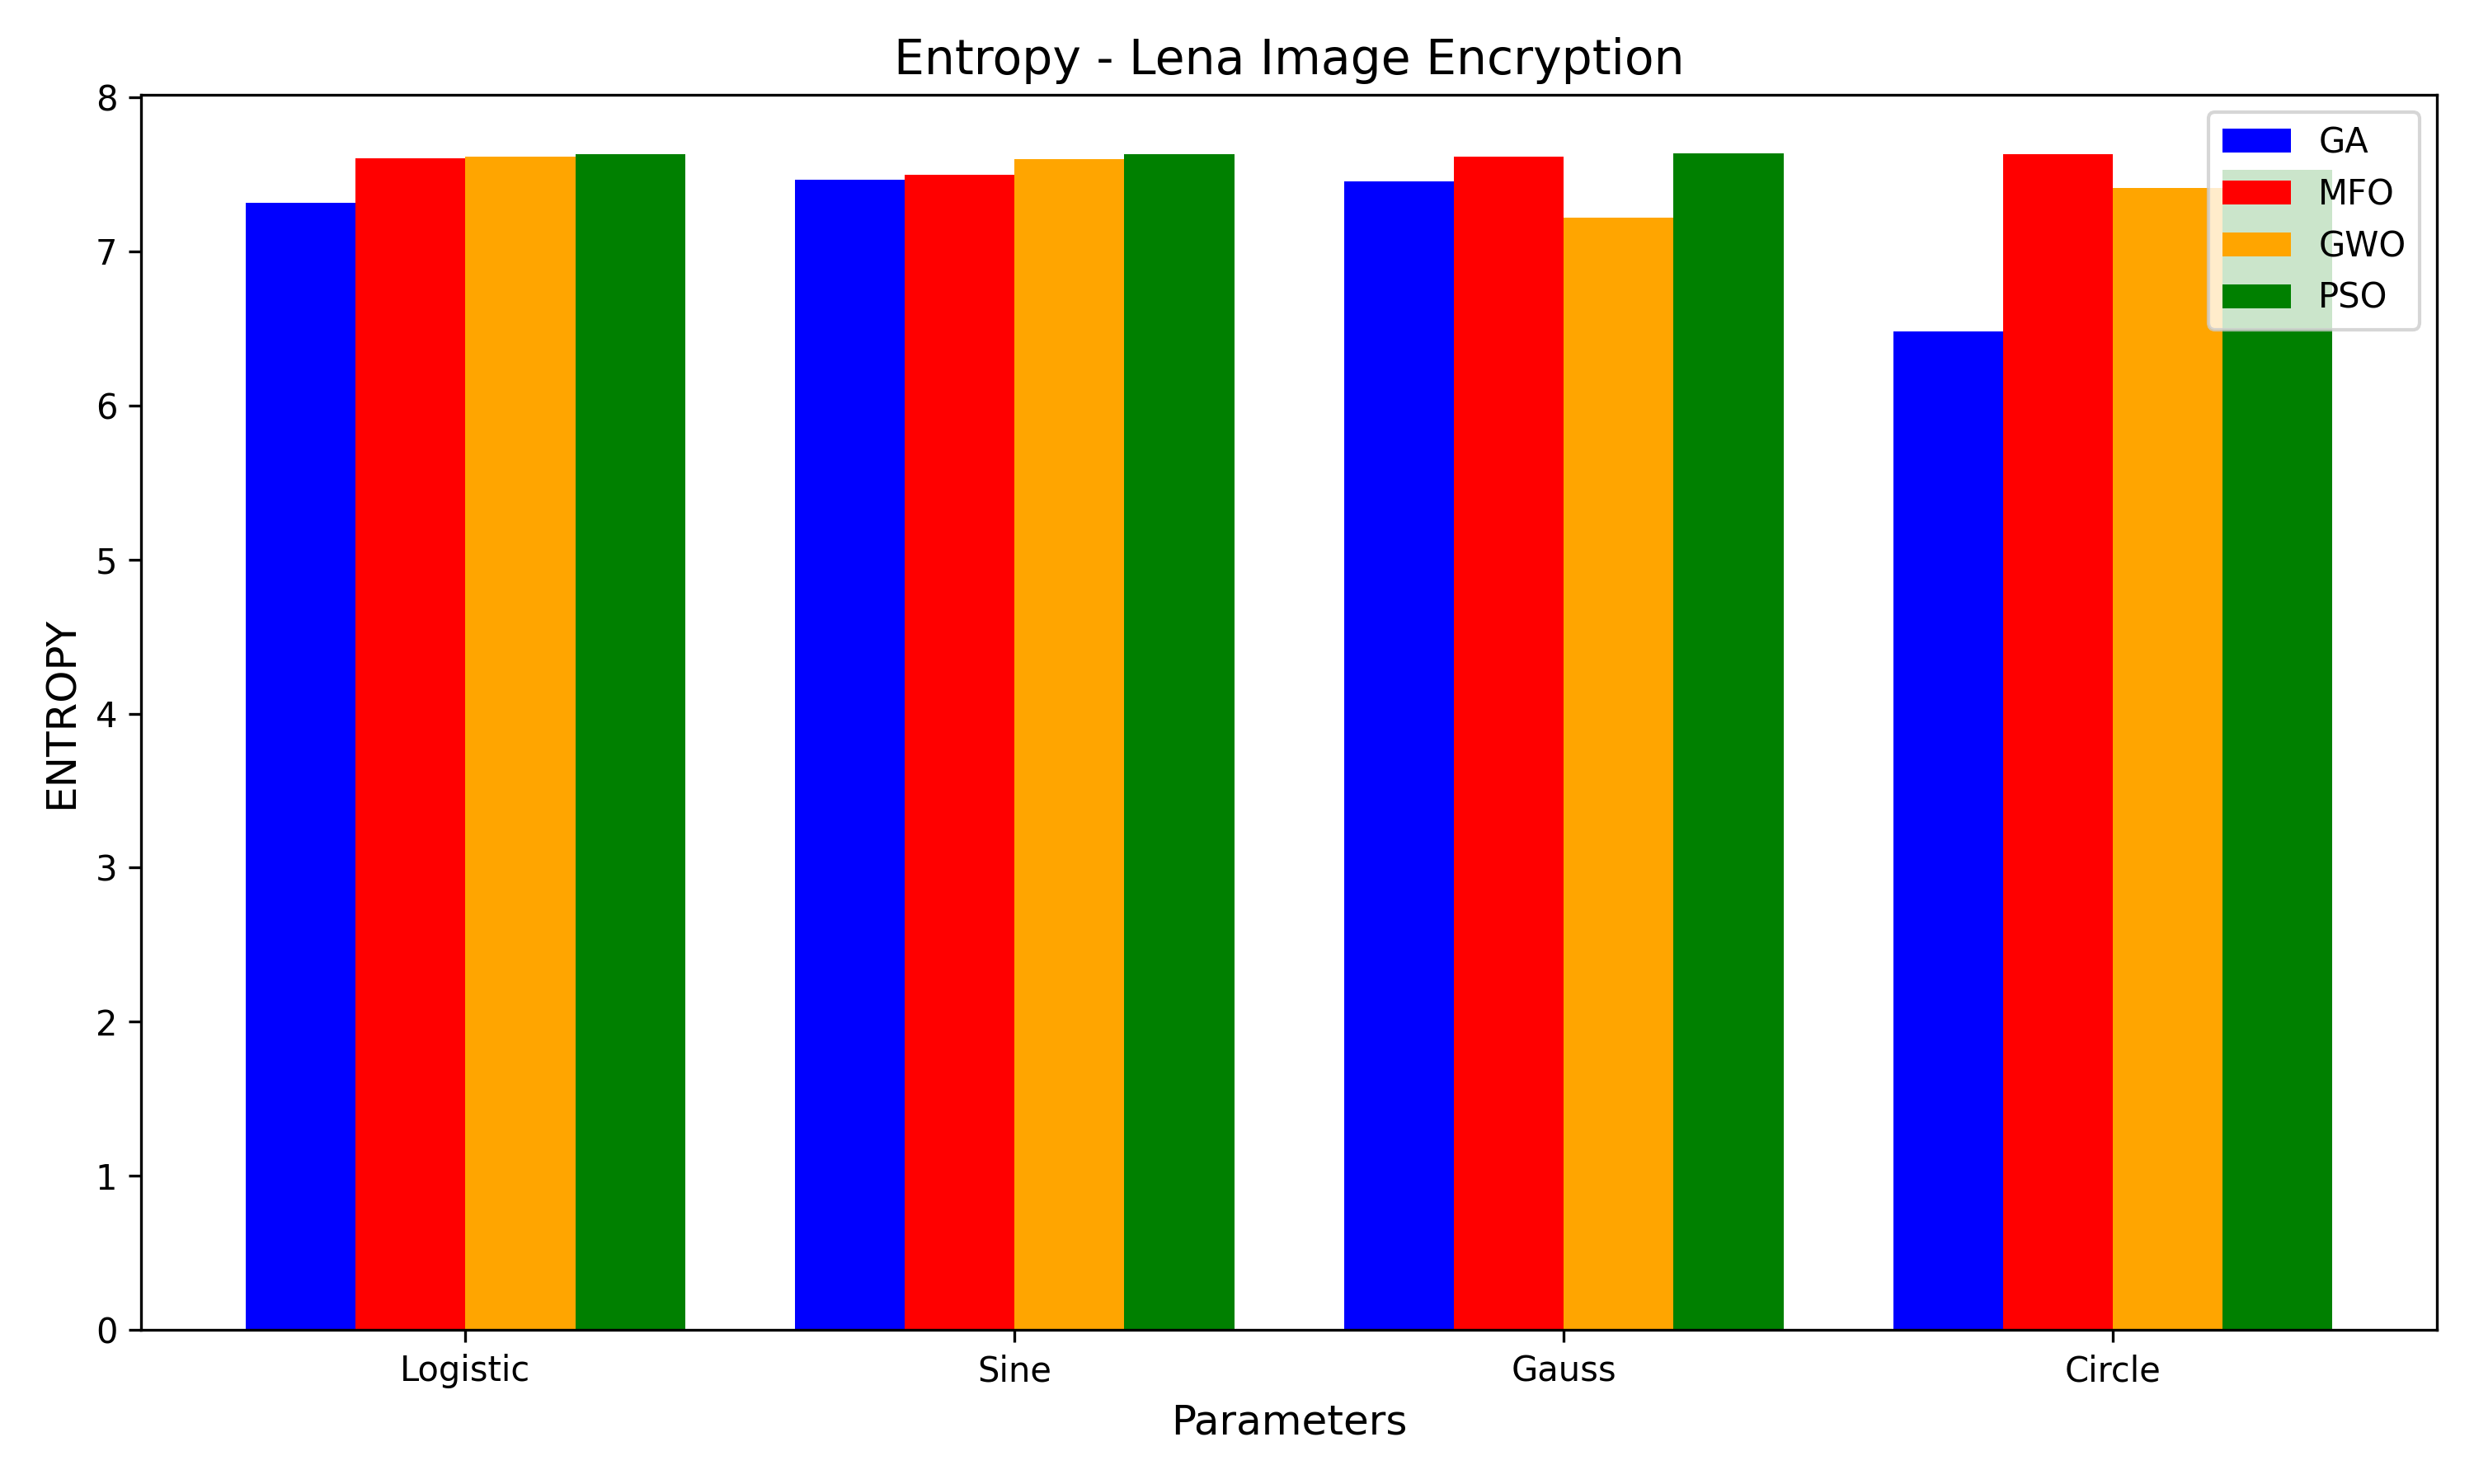 Entropy - Lena Image Encryption
8
7
6
5
4
3
2
1
0
ENTROPY
GA
MFO
GWO
PSO
Logistic
Sine
Gauss
Circle
Parameters